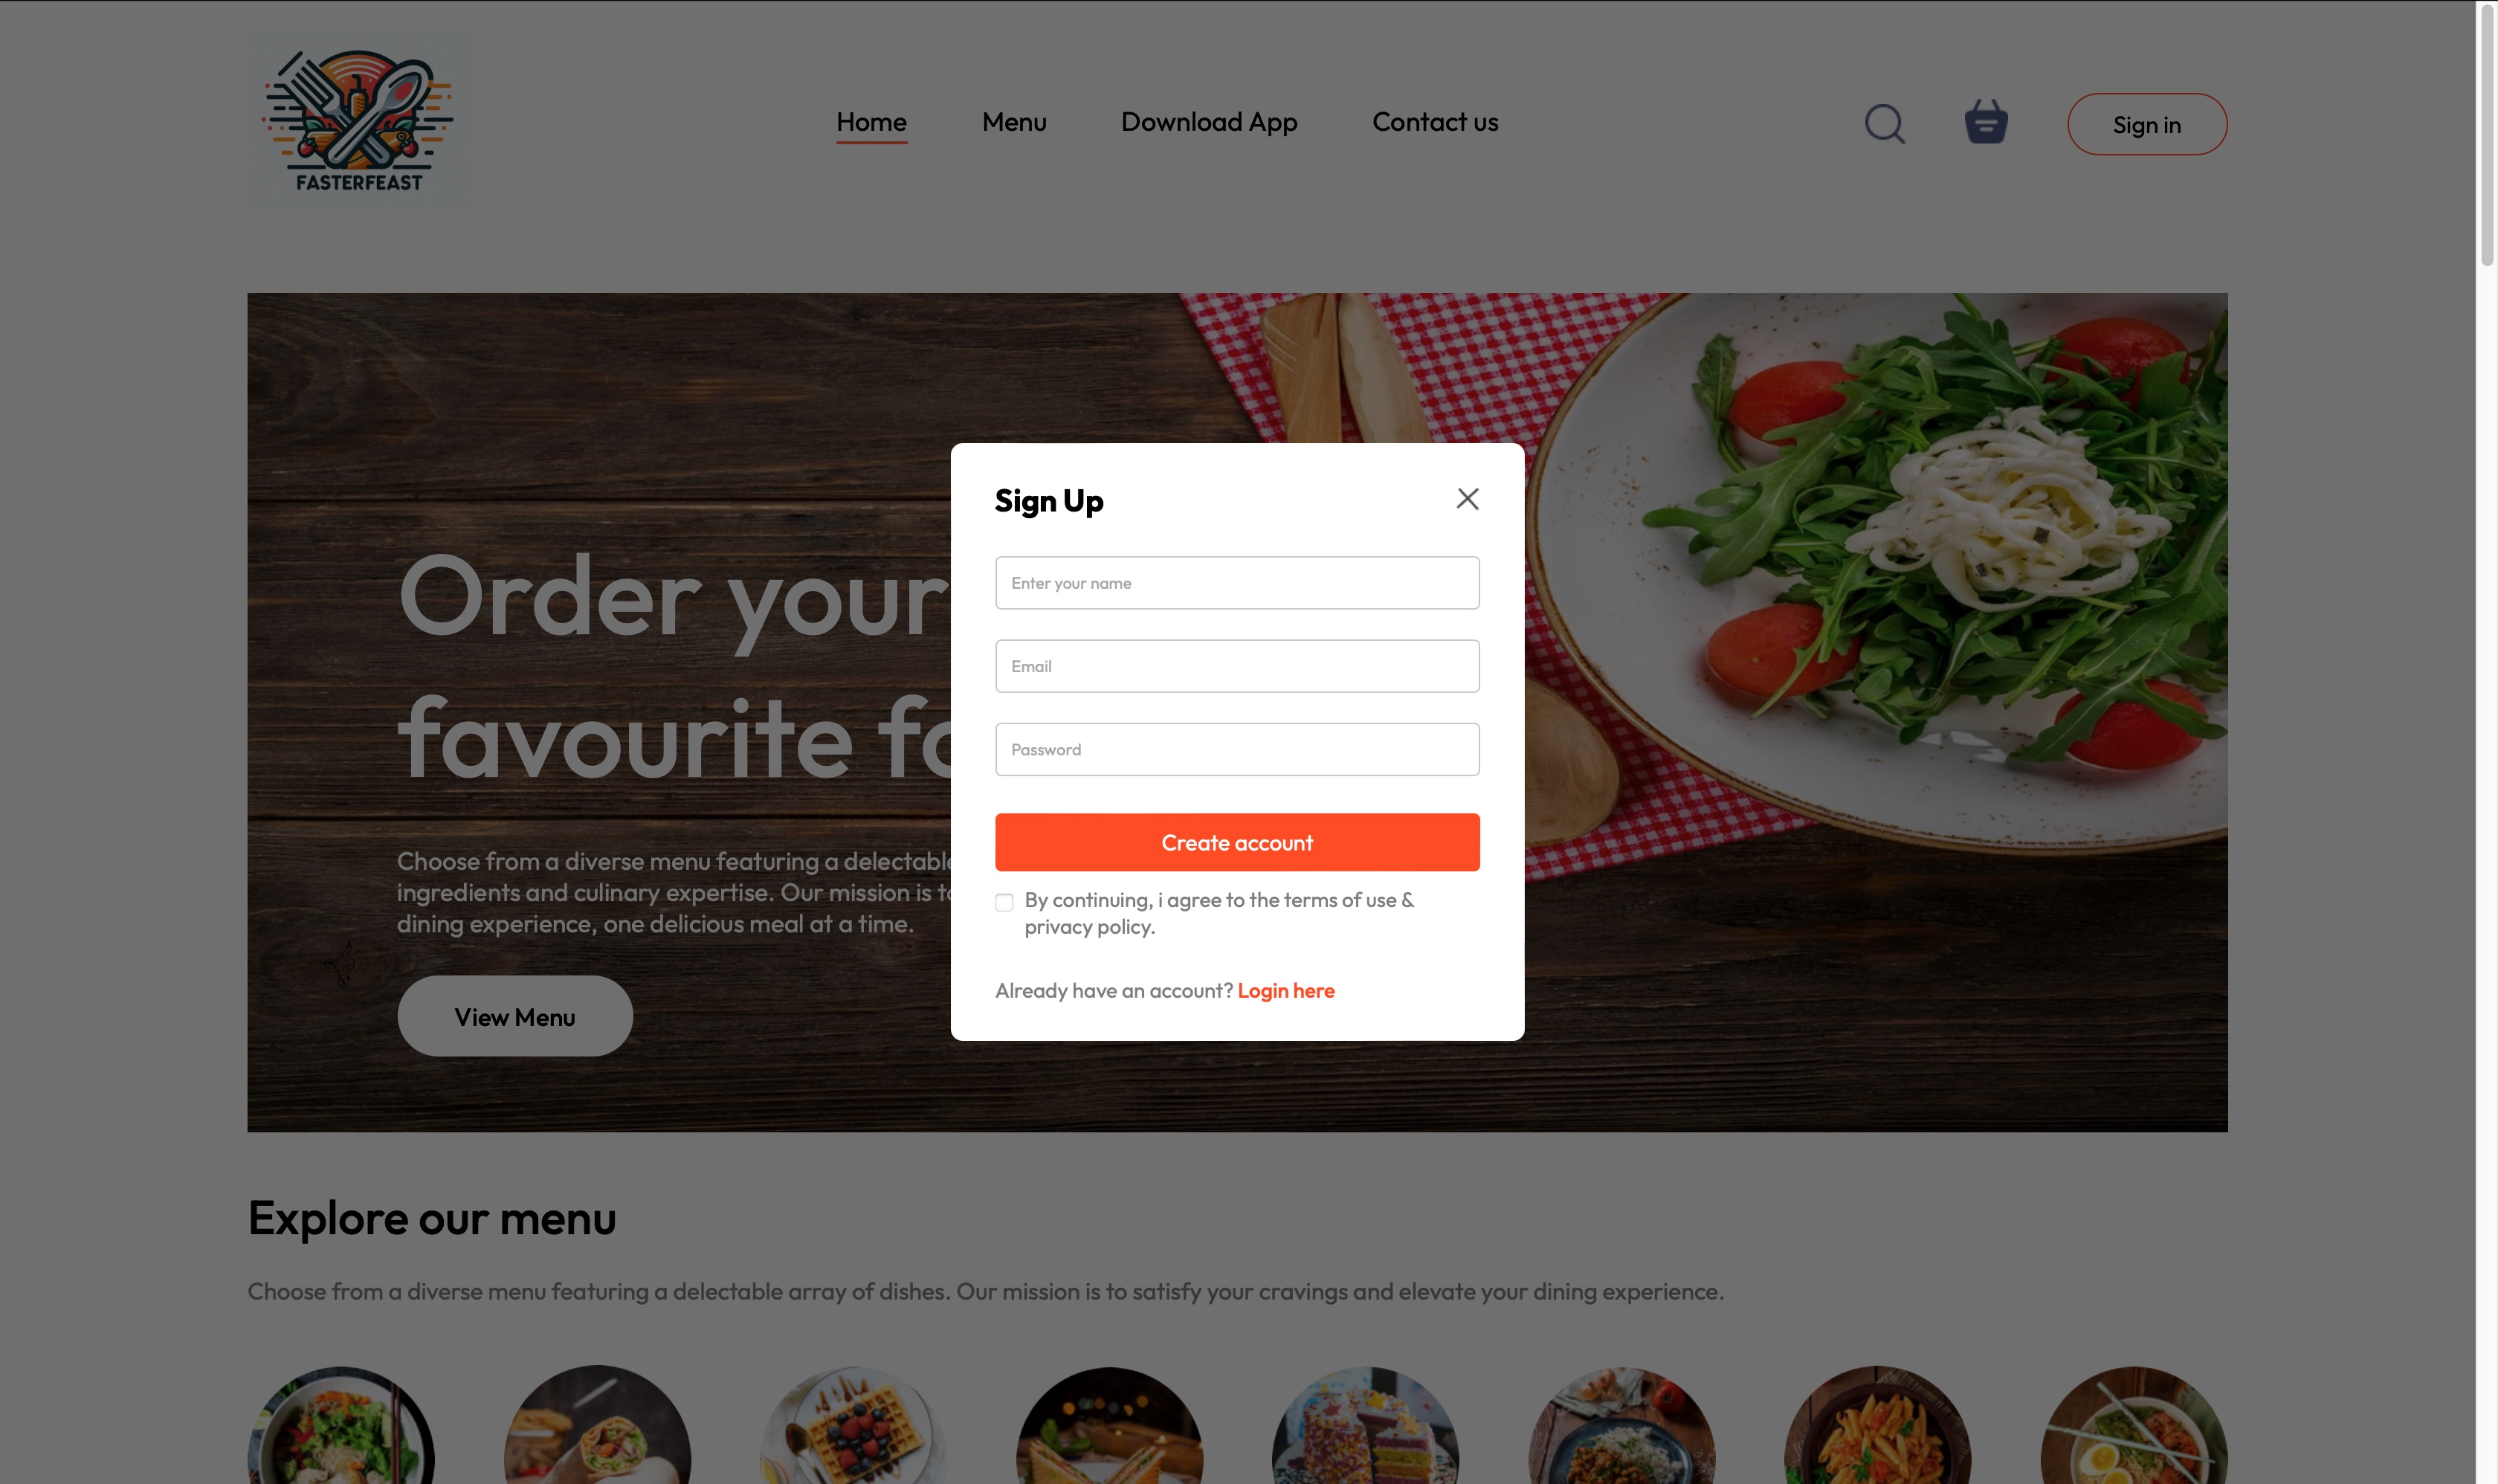 FASTERFEAST
Home
Menu
Download App
Contact us
Sign in
Order your
favourite fo
Choose from a diverse menu featuring a delectable
ingredients and culinary expertise. Our mission is to
dining experience, one delicious meal at a time.
View Menu
Sign Up
Enter your name
Email
Password
Create account
By continuing, i agree to the terms of use &
privacy policy.
Already have an account? Login here
Explore our menu
Choose from a diverse menu featuring a delectable array of dishes. Our mission is to satisfy your cravings and elevate your dining experience.